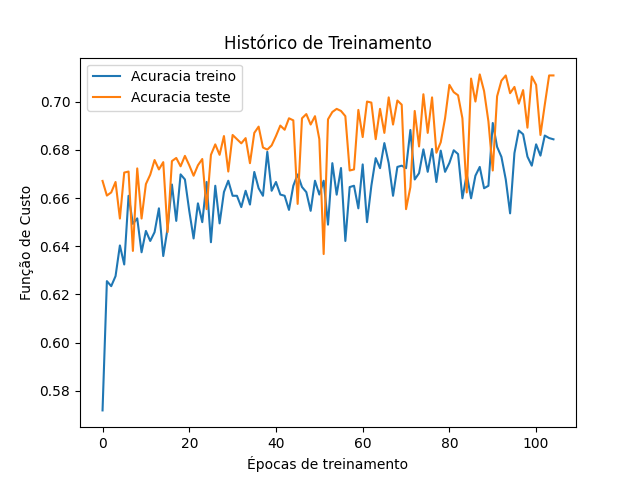 Histórico de Treinamento
Acuracia treino
Acuracia teste
Função de Custo
0.70
0.68
0.66
0.64
0.62
0.60
0.58
0 20 40 60 80 100
Épocas de treinamento